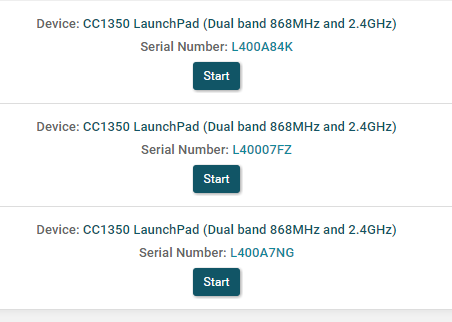 Device: CC1350 LaunchPad (Dual band 868MHz and 2.4GHz)
Serial Number: L400A84K
Start
Device: CC1350 LaunchPad (Dual band 868MHz and 2.4GHz)
Serial Number: L40007FZ
Start
Device: CC1350 LaunchPad (Dual band 868MHz and 2.4GHz)
Serial Number: L400A7NG
Start